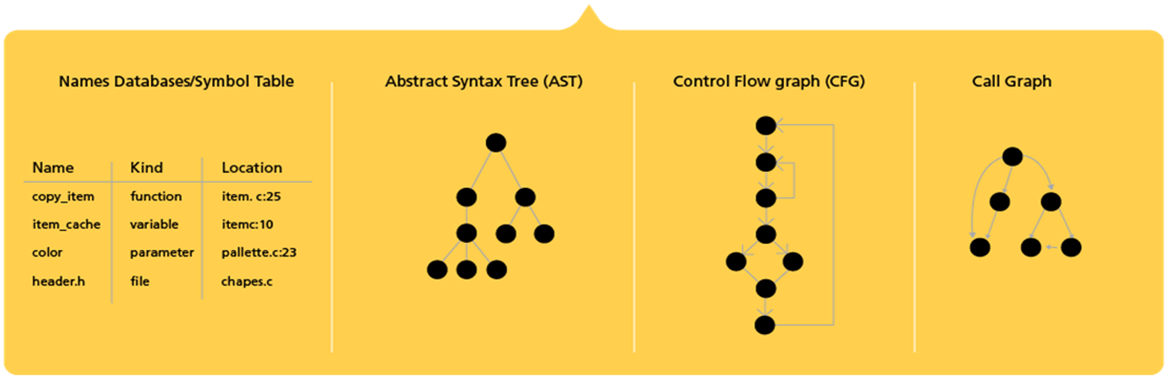 Names Databases/Symbol Table
Name Kind Location
copy_item function item. c:25
item_cache variable itemc:10
color parameter pallette.c:23
header.h file chapes.c
Abstract Syntax Tree (AST)
Control Flow graph (CFG)
Call Graph